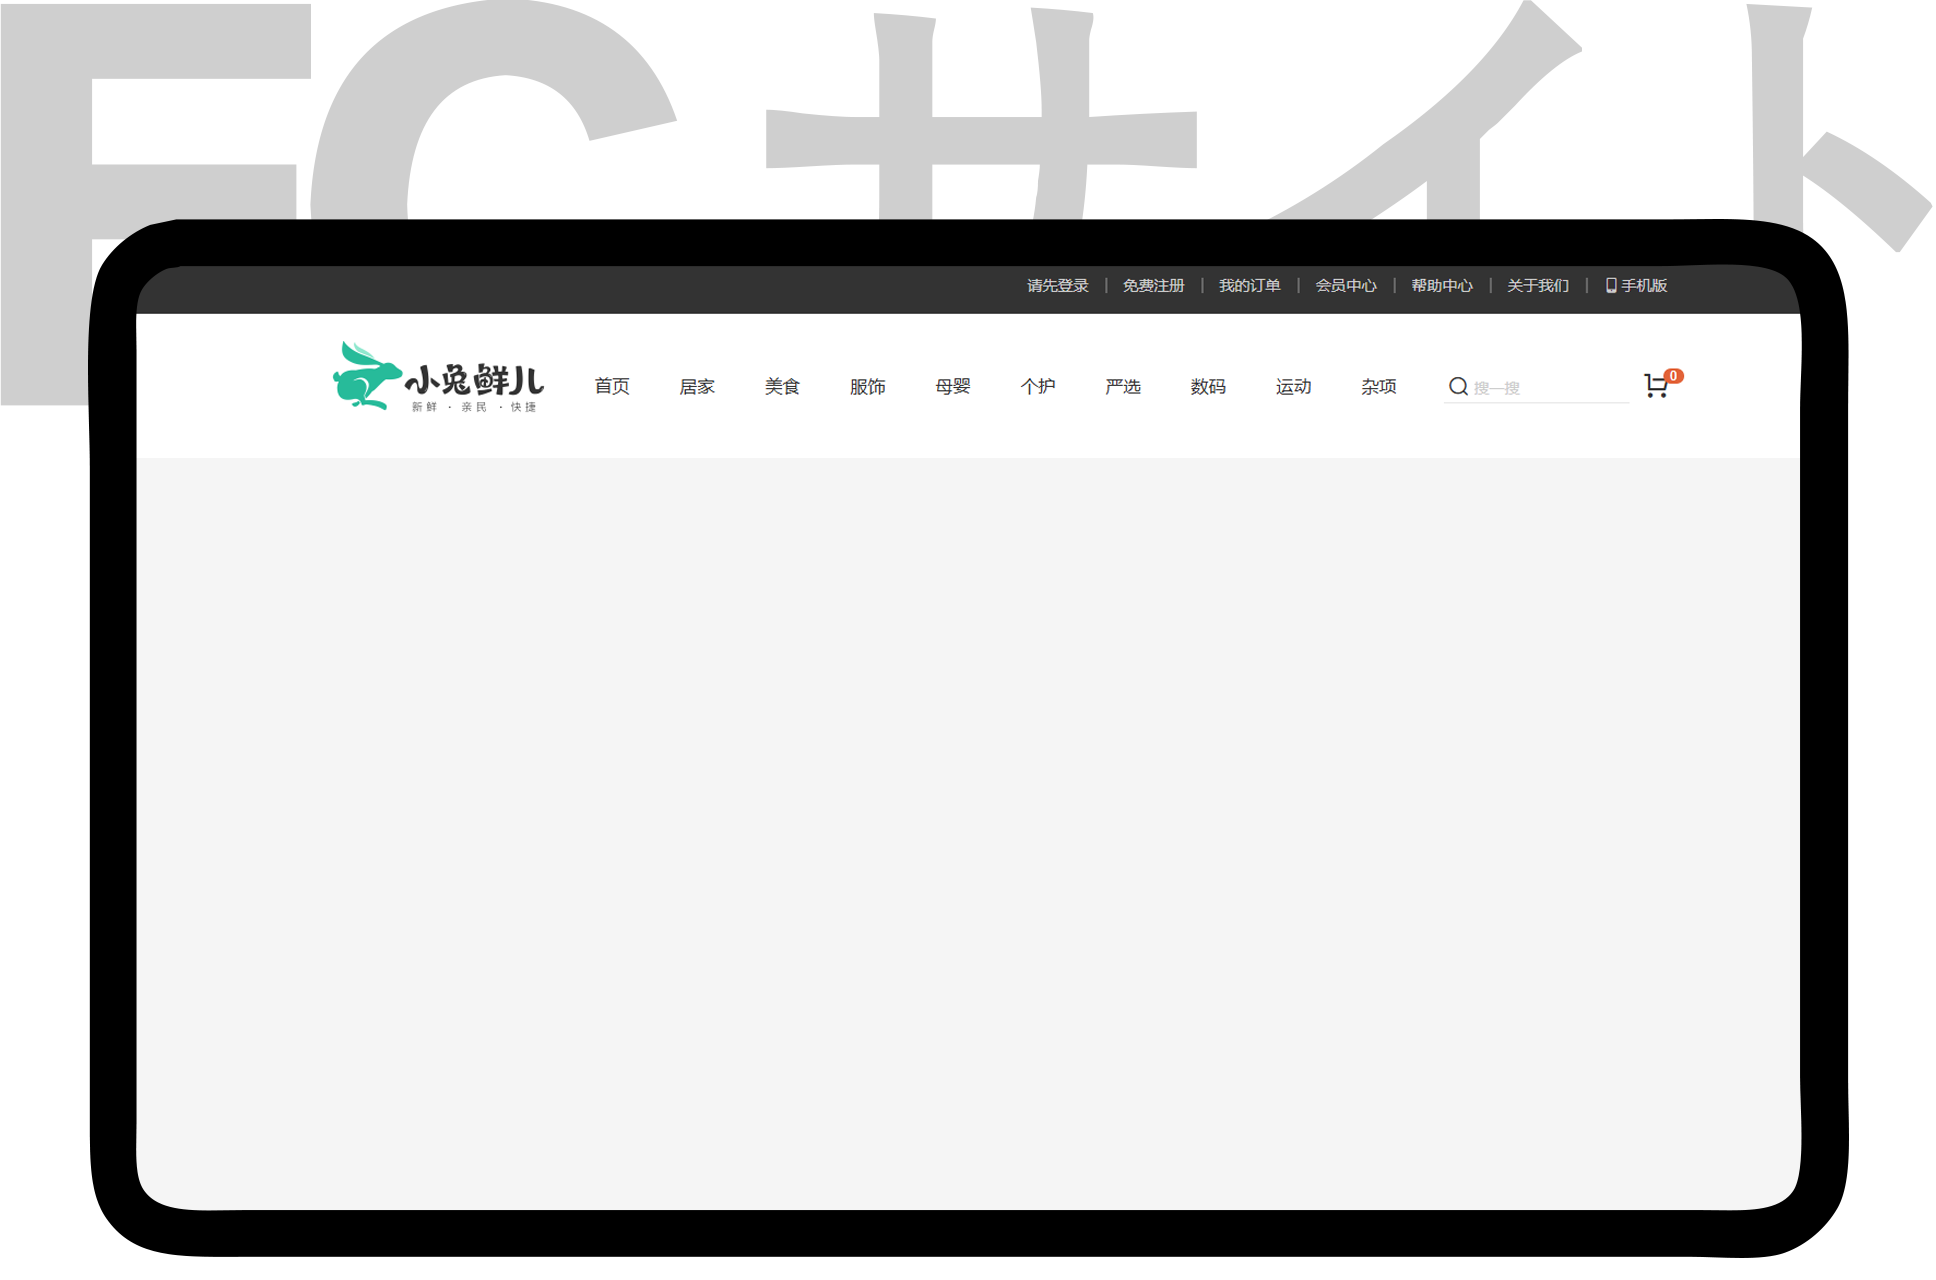 ECサイト
请先登录 | 免费注册 | 我的订单 | 会员中心 | 帮助中心 | 关于我们 | 手机版
小兔鲜儿
新鲜 · 亲民 · 快捷
首页 居家 美食 服饰 母婴 个护 严选 数码 运动 杂项 搜一搜 0